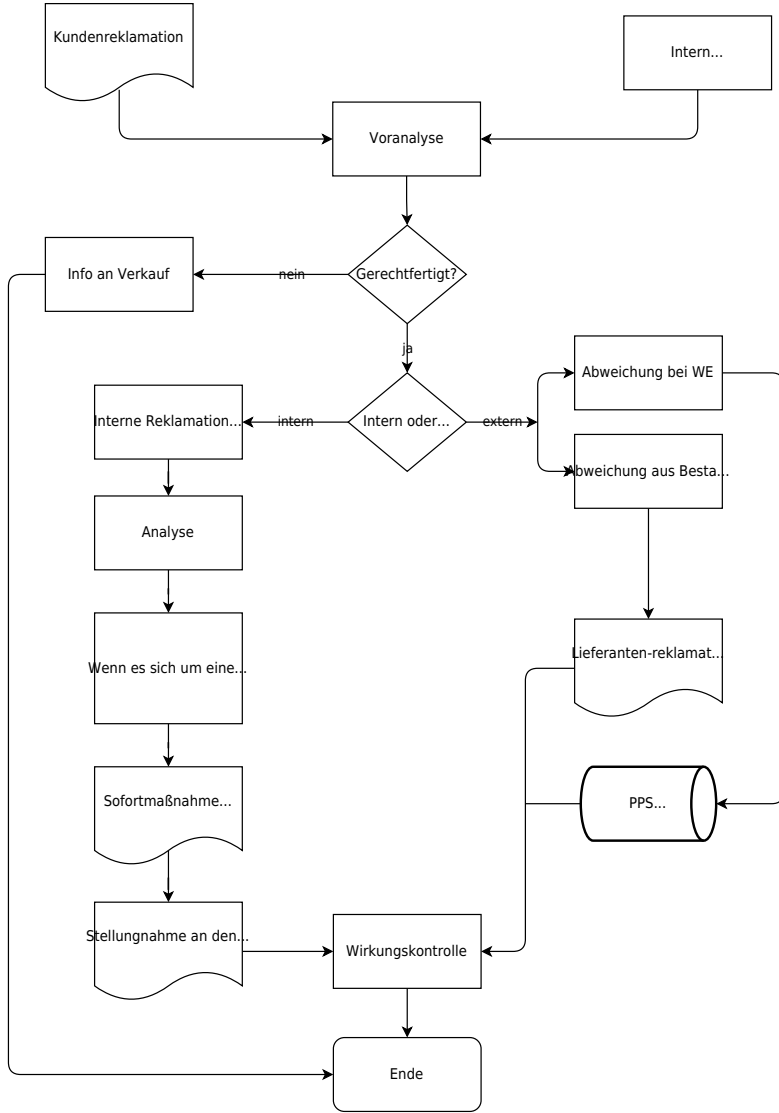 Kundenreklamation
Intern...
Voranalyse
Info an Verkauf
nein
Gerechtfertigt?
ja
Abweichung bei WE
Interne Reklamation...
intern
Intern oder...
extern
Abweichung aus Besta...
Analyse
Wenn es sich um eine...
Lieferanten-reklamat...
Sofortmaßnahme...
PPS...
Stellungnahme an den...
Wirkungskontrolle
Ende